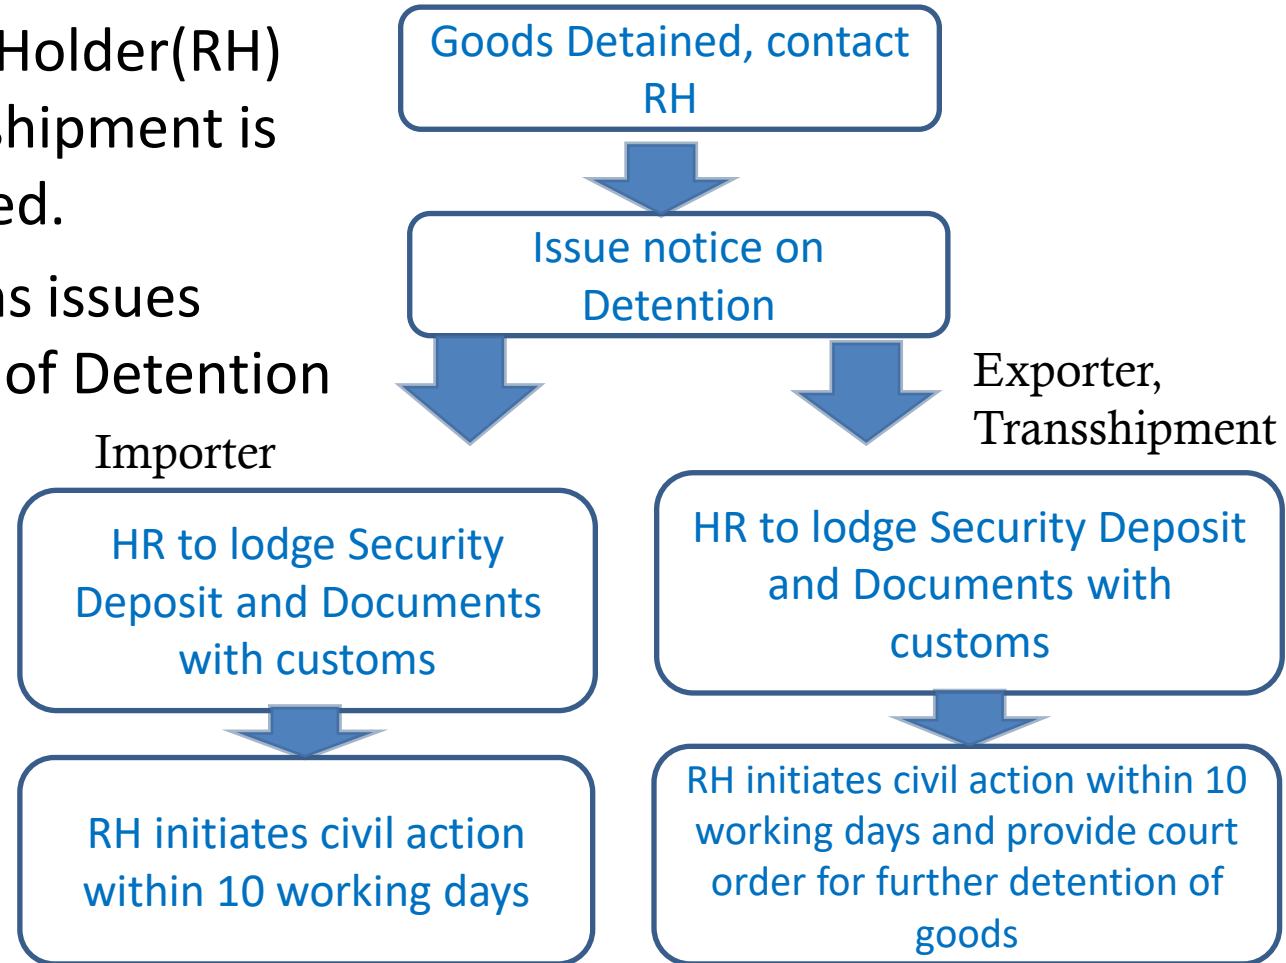 Holder(RH)
shipment is
ed.
ns issues
of Detention
Goods Detained, contact
RH
Issue notice on
Detention
Importer
Exporter,
Transshipment
HR to lodge Security
Deposit and Documents
with customs
HR to lodge Security Deposit
and Documents with
customs
RH initiates civil action
within 10 working days
RH initiates civil action within 10
working days and provide court
order for further detention of
goods